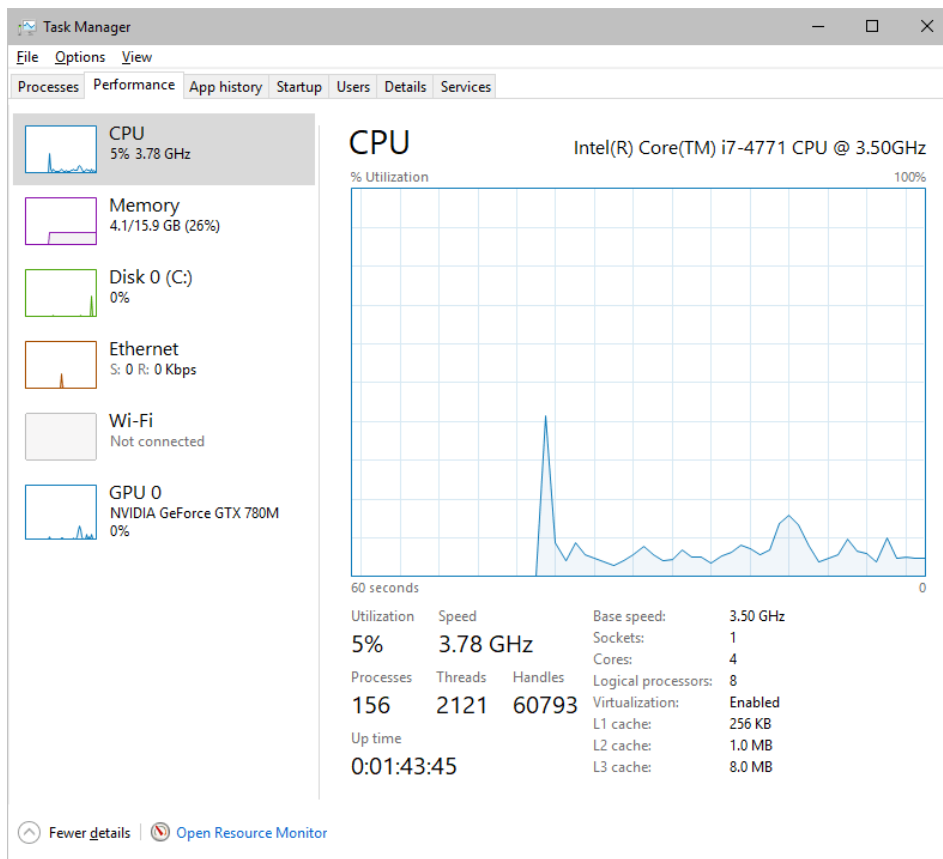 Task Manager
File Options View
Processes Performance App history Startup Users Details Services
CPU
5% 3.78 GHz
Memory
4.1/15.9 GB (26%)
Disk 0 (C:)
0%
Ethernet
S: 0 R: 0 Kbps
Wi-Fi
Not connected
GPU 0
NVIDIA GeForce GTX 780M
0%
CPU Intel(R) Core(TM) i7-4771 CPU @ 3.50GHz
% Utilization 100%
60 seconds 0
Utilization Speed
5% 3.78 GHz
Processes Threads Handles
156 2121 60793
Up time
0:01:43:45
Base speed: 3.50 GHz
Sockets: 1
Cores: 4
Logical processors: 8
Virtualization: Enabled
L1 cache: 256 KB
L2 cache: 1.0 MB
L3 cache: 8.0 MB
Fewer details Open Resource Monitor